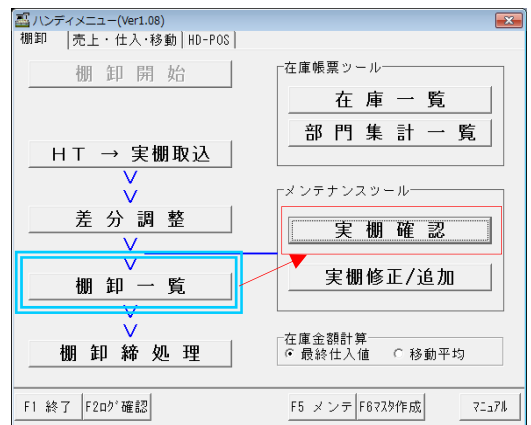 ハンディメニュー(Ver1.08)
棚卸 売上・仕入・移動 HD-POS
棚 卸 開 始
HT → 実棚取込
差 分 調 整
棚 卸 一 覧
棚 卸 締 処 理
在庫帳票ツール
在 庫 一 覧
部 門 集 計 一 覧
メンテナンスツール
実 棚 確 認
実棚修正/追加
在庫金額計算
最終仕入値 移動平均
F1 終了 F2ﾛｸﾞ確認 F5 メンテ F6ﾏｽﾀ作成 ﾏﾆｭｱﾙ